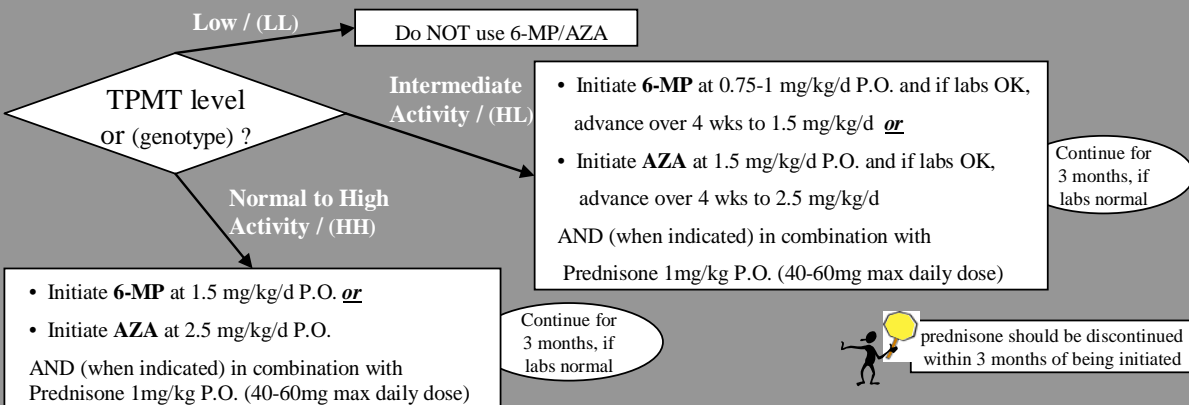 Low / (LL)
Do NOT use 6-MP/AZA
TPMT level
or (genotype) ?
Intermediate
Activity / (HL)
• Initiate 6-MP at 0.75-1 mg/kg/d P.O. and if labs OK,
advance over 4 wks to 1.5 mg/kg/d or
• Initiate AZA at 1.5 mg/kg/d P.O. and if labs OK,
advance over 4 wks to 2.5 mg/kg/d
AND (when indicated) in combination with
Prednisone 1mg/kg P.O. (40-60mg max daily dose)
Continue for
3 months, if
labs normal
Normal to High
Activity / (HH)
• Initiate 6-MP at 1.5 mg/kg/d P.O. or
• Initiate AZA at 2.5 mg/kg/d P.O.
AND (when indicated) in combination with
Prednisone 1mg/kg P.O. (40-60mg max daily dose)
Continue for
3 months, if
labs normal
prednisone should be discontinued
within 3 months of being initiated